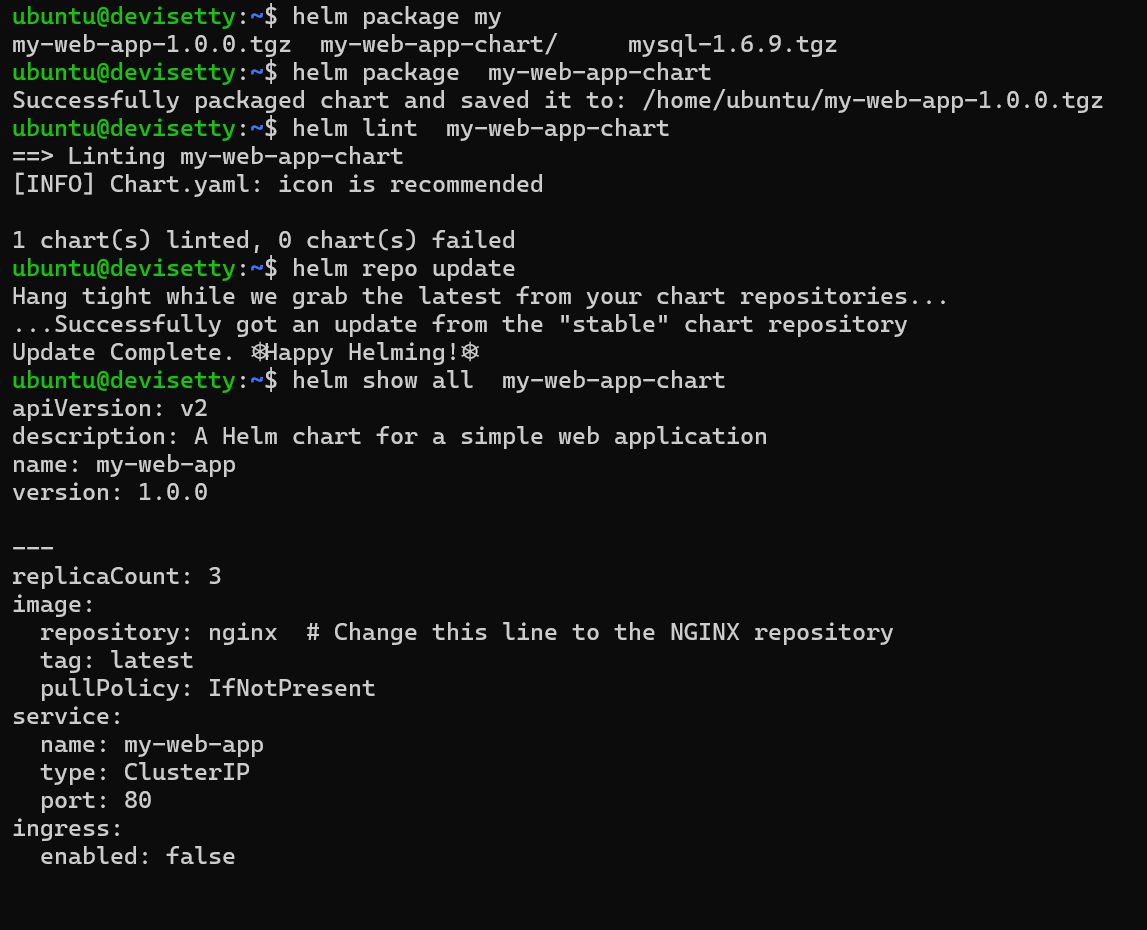 ubuntu@devisetty:~$ helm package my
my-web-app-1.0.0.tgz  my-web-app-chart/     mysql-1.6.9.tgz
ubuntu@devisetty:~$ helm package  my-web-app-chart
Successfully packaged chart and saved it to: /home/ubuntu/my-web-app-1.0.0.tgz
ubuntu@devisetty:~$ helm lint  my-web-app-chart
==> Linting my-web-app-chart
[INFO] Chart.yaml: icon is recommended

1 chart(s) linted, 0 chart(s) failed
ubuntu@devisetty:~$ helm repo update
Hang tight while we grab the latest from your chart repositories...
...Successfully got an update from the "stable" chart repository
Update Complete. ⎈Happy Helming!⎈
ubuntu@devisetty:~$ helm show all  my-web-app-chart
apiVersion: v2
description: A Helm chart for a simple web application
name: my-web-app
version: 1.0.0

---
replicaCount: 3
image:
  repository: nginx  # Change this line to the NGINX repository
  tag: latest
  pullPolicy: IfNotPresent
service:
  name: my-web-app
  type: ClusterIP
  port: 80
ingress:
  enabled: false